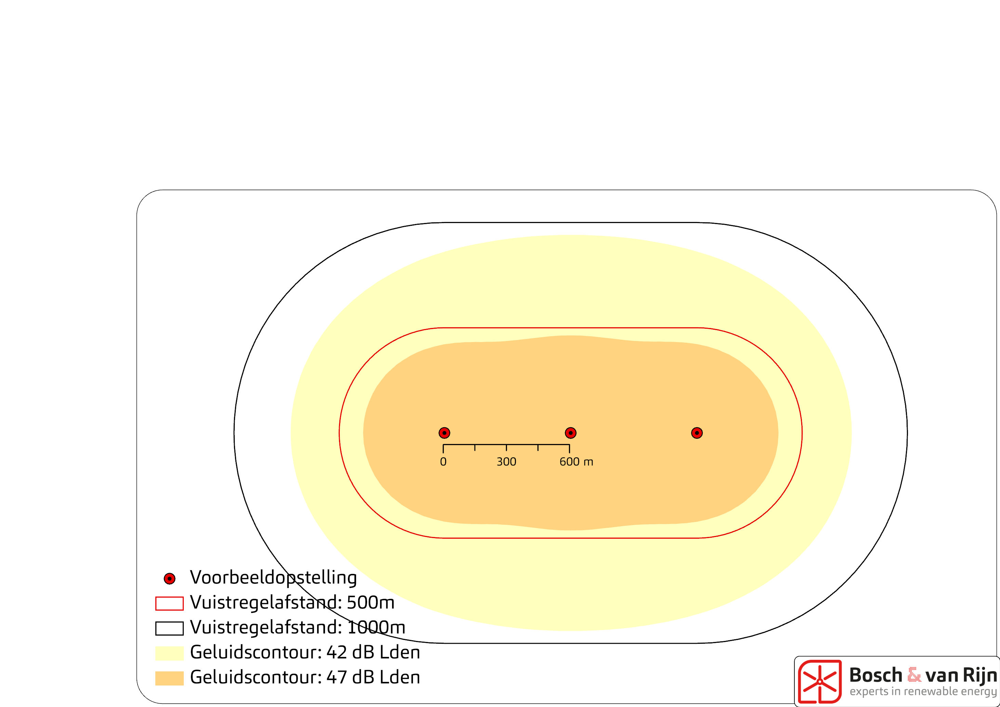 0 300 600 m
Voorbeeldopstelling
Vuistregelafstand: 500m
Vuistregelafstand: 1000m
Geluidscontour: 42 dB Lden
Geluidscontour: 47 dB Lden
Bosch & van Rijn
experts in renewable energy